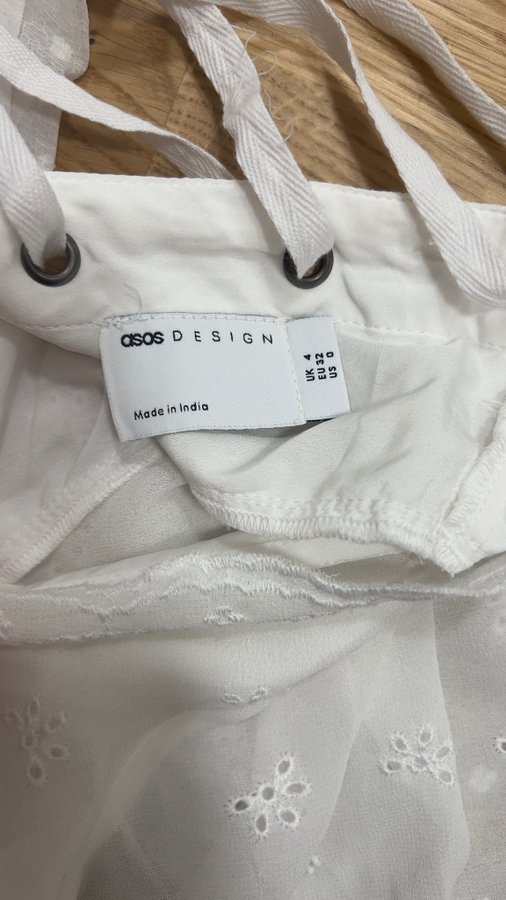 asos DESIGN
Made in India
UK 4
EU 32
US 0